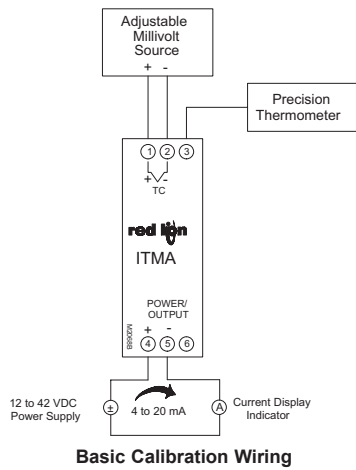 Adjustable
Millivolt
Source
+ -
Precision
Thermometer
1 2 3
+ -
TC
red lion
ITMA
POWER/
OUTPUT
M3068B
+ -
4 5 6
12 to 42 VDC
Power Supply
±
4 to 20 mA
A
Current Display
Indicator
Basic Calibration Wiring